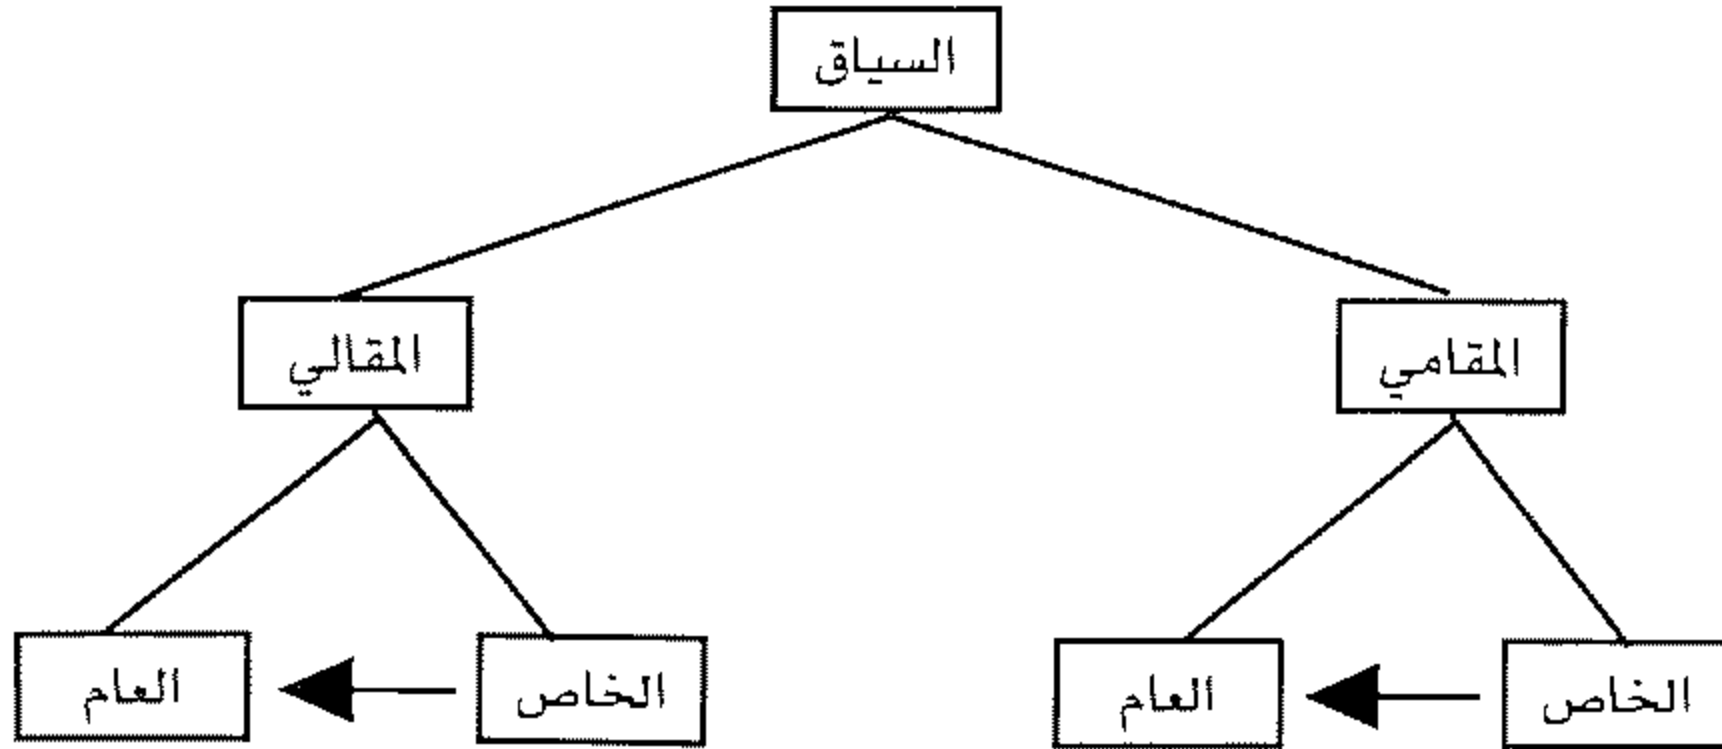 السياق
المقامي
المقالي
الخاص
العام
الخاص
العام